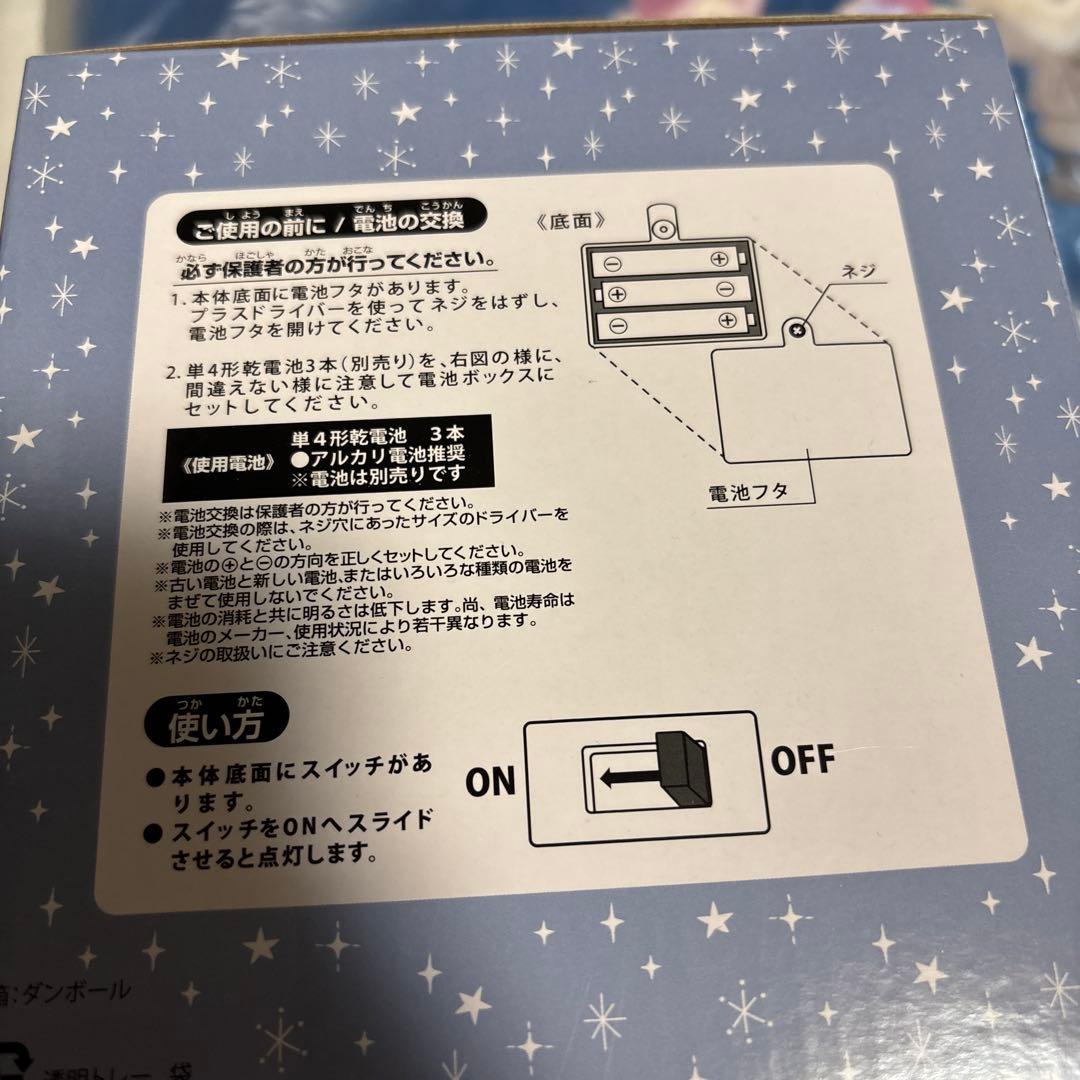 ご使用の前に / 電池の交換
必ず保護者の方が行ってください。
1. 本体底面に電池フタがあります。
プラスドライバーを使ってネジをはずし、
電池フタを開けてください。
2. 単4形乾電池3本(別売り)を、右図の様に、
間違えない様に注意して電池ボックスに
セットしてください。
《使用電池》
単4形乾電池 3本
●アルカリ電池推奨
※電池は別売りです
※電池交換は保護者の方が行ってください。
※電池交換の際は、ネジ穴にあったサイズのドライバーを
使用してください。
※電池の⊕と⊖の方向を正しくセットしてください。
※古い電池と新しい電池、またはいろいろな種類の電池を
まぜて使用しないでください。
※電池の消耗と共に明るさは低下します。尚、電池寿命は
電池のメーカー、使用状況により若干異なります。
※ネジの取扱いにご注意ください。
《底面》
⊖ ⊕
⊕ ⊖
⊖ ⊕
ネジ
電池フタ
使い方
●本体底面にスイッチがあ
ります。
●スイッチをONへスライド
させると点灯します。
ON
OFF
箱:ダンボール
透明トレー 袋